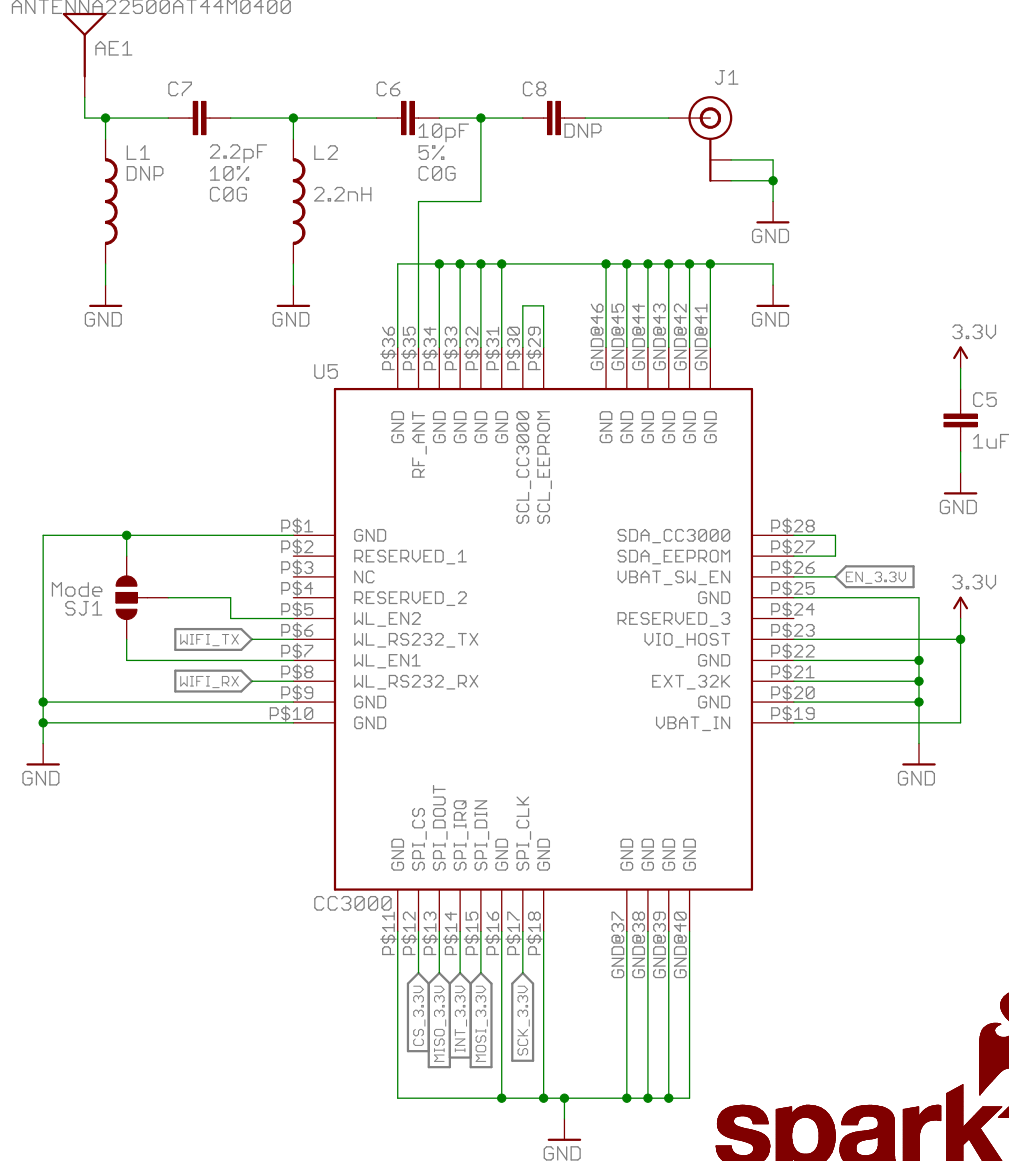 ANTENNA22500AT44M0400
AE1
C7
C6
C8
J1
10pF
5%
C0G
DNP
L1
DNP
2.2pF
10%
C0G
L2
2.2nH
GND
GND
GND
GND
P$36
P$35
P$34
P$33
P$32
P$31
P$30
P$29
GND@46
GND@45
GND@44
GND@43
GND@42
GND@41
U5
3.3V
C5
1uF
GND
GND
RF_ANT
GND
GND
GND
GND
SCL_CC3000
SCL_EEPROM
GND
GND
GND
GND
GND
GND
P$1 GND
P$2 RESERVED_1
P$3 NC
P$4 RESERVED_2
P$5 WL_EN2
P$6 WL_RS232_TX
P$7 WL_EN1
P$8 WL_RS232_RX
P$9 GND
P$10 GND
Mode
SJ1
WIFI_TX
WIFI_RX
GND
SDA_CC3000 P$28
SDA_EEPROM P$27
VBAT_SW_EN P$26
GND P$25
RESERVED_3 P$24
VIO_HOST P$23
GND P$22
EXT_32K P$21
GND P$20
VBAT_IN P$19
EN_3.3V
3.3V
GND
GND
SPI_CS
SPI_DOUT
SPI_IRQ
SPI_DIN
GND
SPI_CLK
GND
GND
GND
GND
GND
CC3000
P$11
P$12
P$13
P$14
P$15
P$16
P$17
P$18
GND@37
GND@38
GND@39
GND@40
CS_3.3V
MISO_3.3V
INT_3.3V
MOSI_3.3V
SCK_3.3V
GND
spark